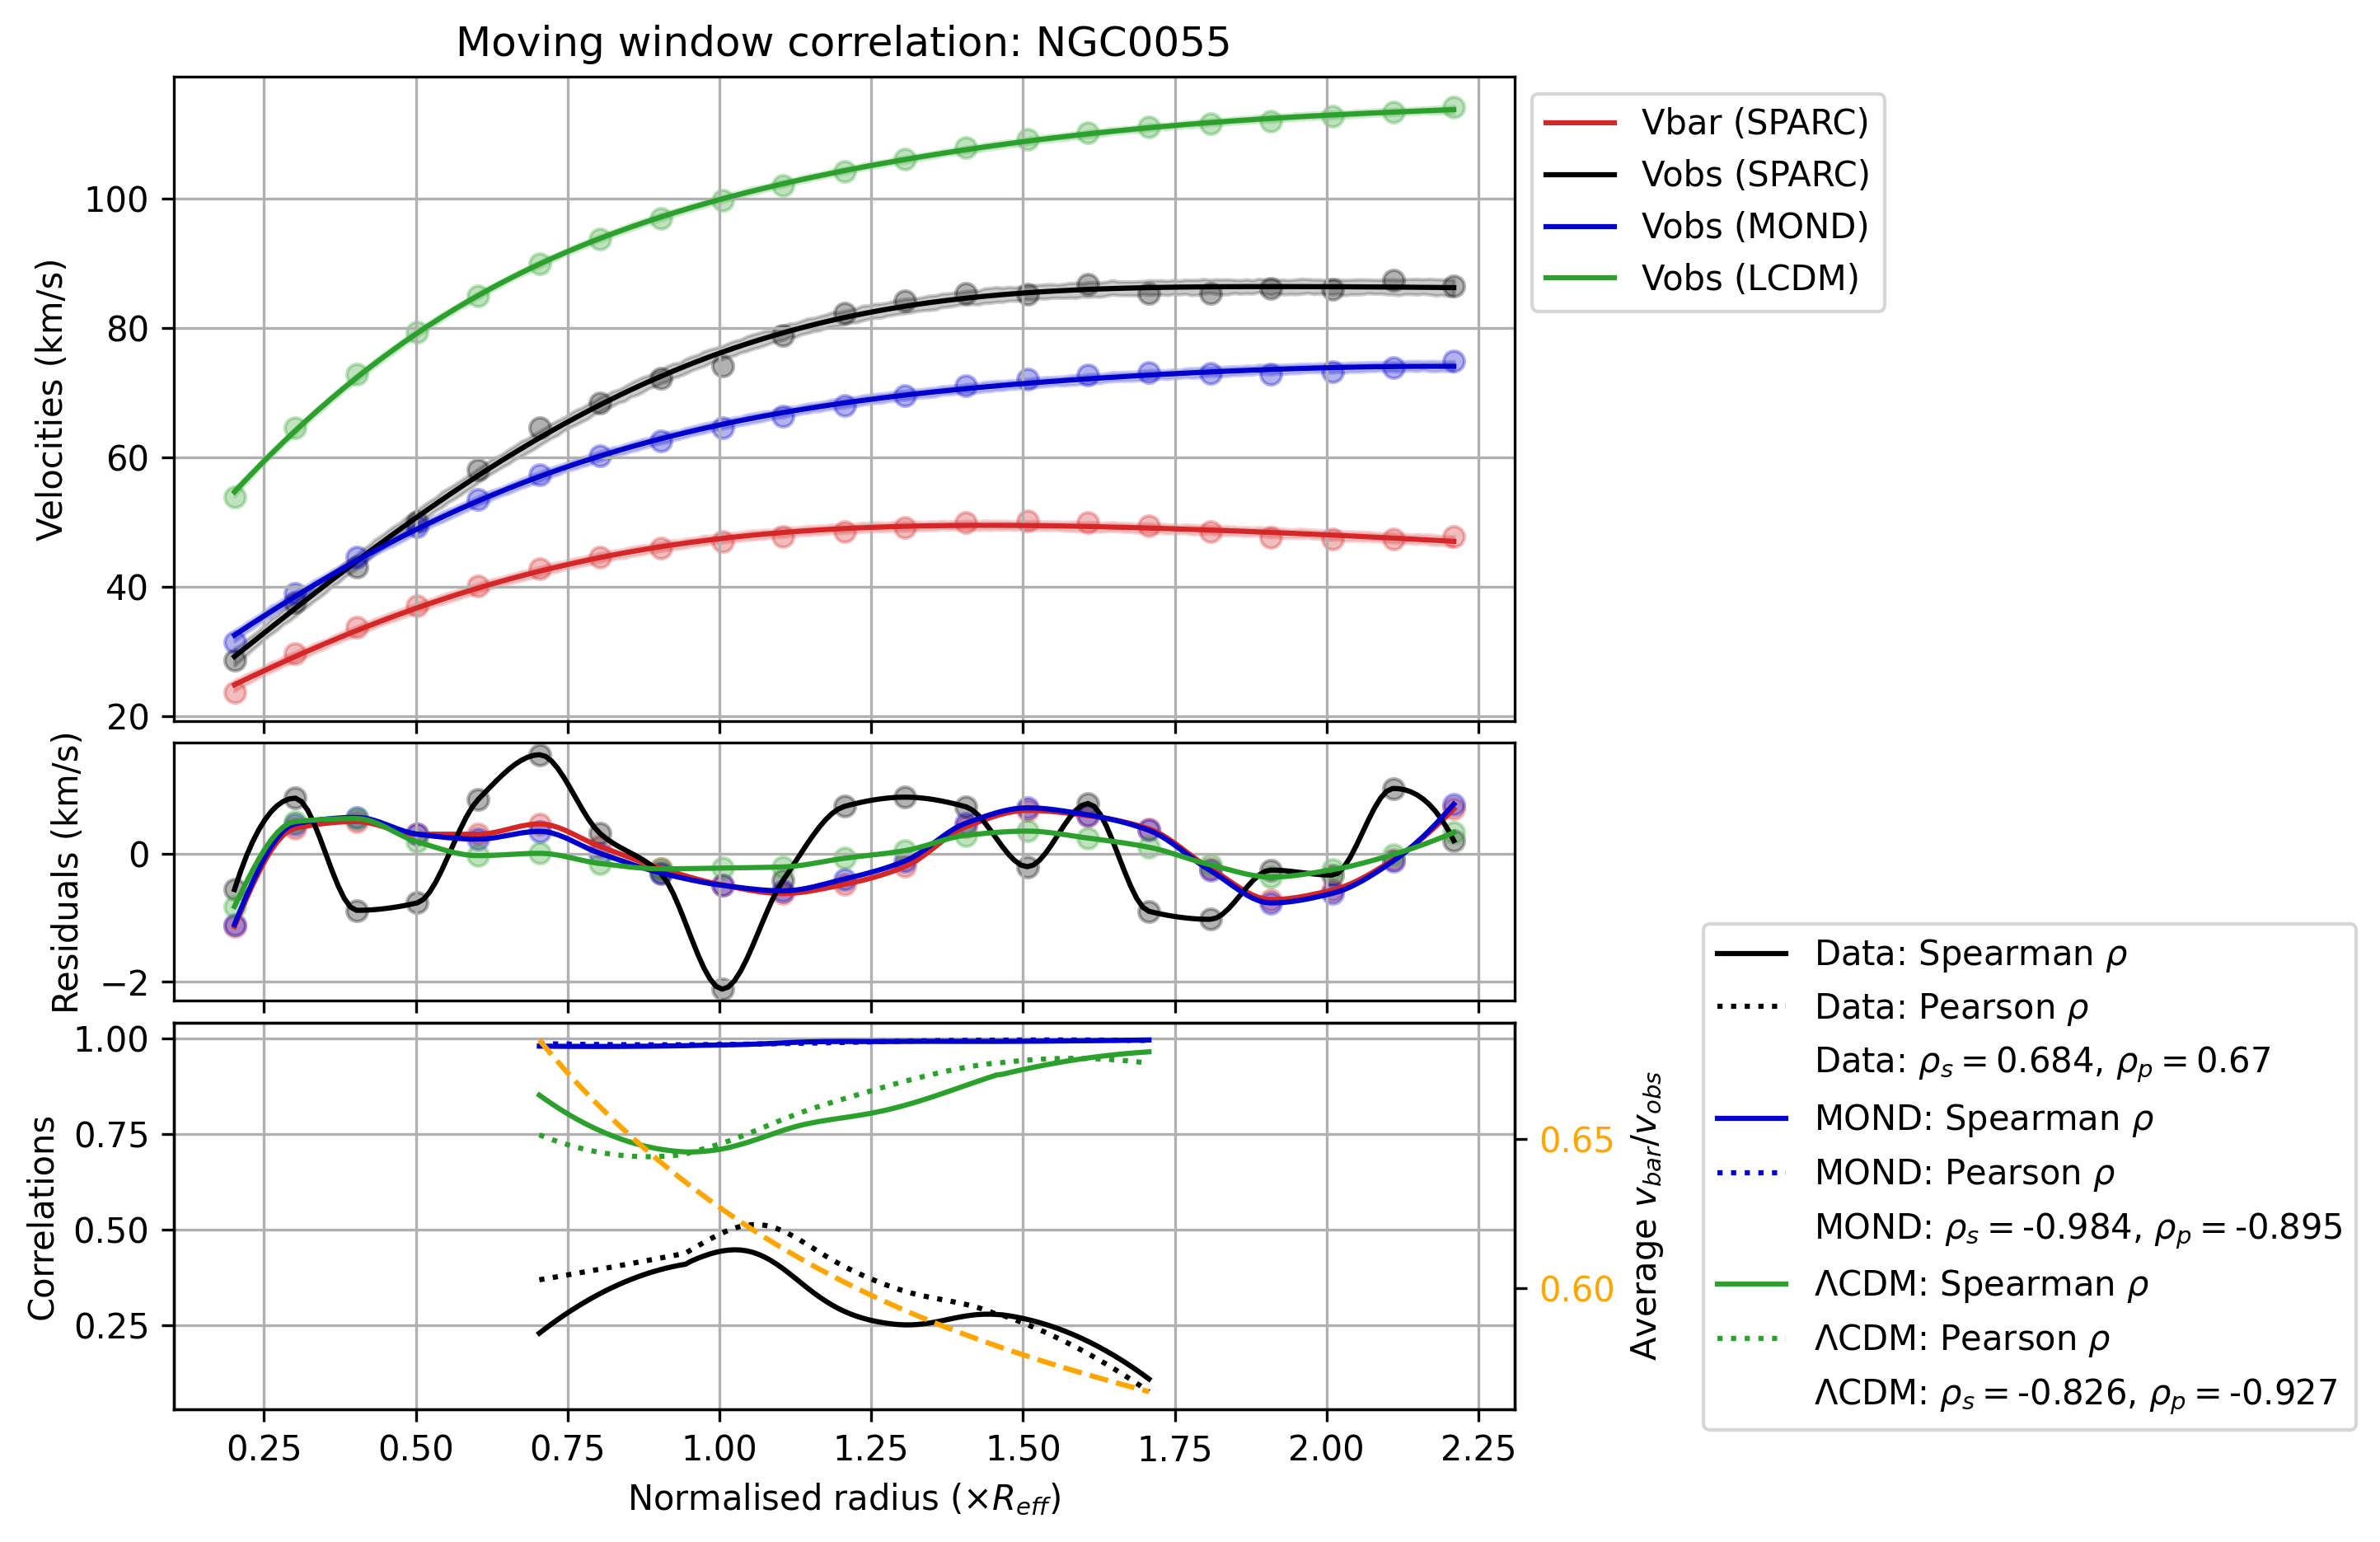 Moving window correlation: NGC0055
Velocities (km/s)
100
80
60
40
20
Vbar (SPARC)
Vobs (SPARC)
Vobs (MOND)
Vobs (LCDM)
Residuals (km/s)
0
−2
Correlations
1.00
0.75
0.50
0.25
0.65
0.60
Average v_bar/v_obs
0.25 0.50 0.75 1.00 1.25 1.50 1.75 2.00 2.25
Normalised radius (×R_eff)
Data: Spearman ρ
Data: Pearson ρ
Data: ρ_s = 0.684, ρ_p = 0.67
MOND: Spearman ρ
MOND: Pearson ρ
MOND: ρ_s = -0.984, ρ_p = -0.895
ΛCDM: Spearman ρ
ΛCDM: Pearson ρ
ΛCDM: ρ_s = -0.826, ρ_p = -0.927